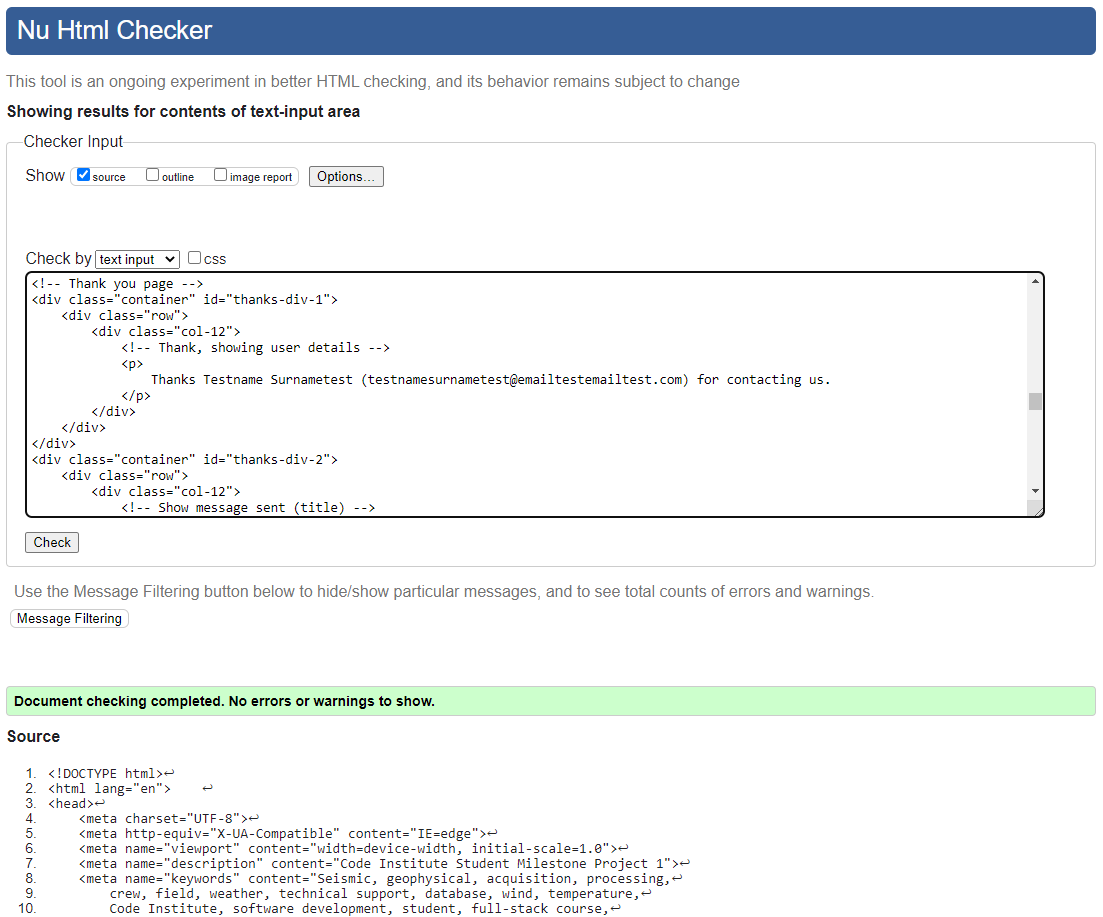 Nu Html Checker
This tool is an ongoing experiment in better HTML checking, and its behavior remains subject to change
Showing results for contents of text-input area
Checker Input
Show source outline image report Options...
Check by text input css
<!-- Thank you page -->
<div class="container" id="thanks-div-1">
    <div class="row">
        <div class="col-12">
            <!-- Thank, showing user details -->
            <p>
                Thanks Testname Surnametest (testnamesurnametest@emailtestemailtest.com) for contacting us.
            </p>
        </div>
    </div>
</div>
<div class="container" id="thanks-div-2">
    <div class="row">
        <div class="col-12">
            <!-- Show message sent (title) -->
Check
Use the Message Filtering button below to hide/show particular messages, and to see total counts of errors and warnings.
Message Filtering
Document checking completed. No errors or warnings to show.
Source
1. <!DOCTYPE html>↩
2. <html lang="en">    ↩
3. <head>↩
4.     <meta charset="UTF-8">↩
5.     <meta http-equiv="X-UA-Compatible" content="IE=edge">↩
6.     <meta name="viewport" content="width=device-width, initial-scale=1.0">↩
7.     <meta name="description" content="Code Institute Student Milestone Project 1">↩
8.     <meta name="keywords" content="Seismic, geophysical, acquisition, processing,↩
9.         crew, field, weather, technical support, database, wind, temperature,↩
10.         Code Institute, software development, student, full-stack course,↩